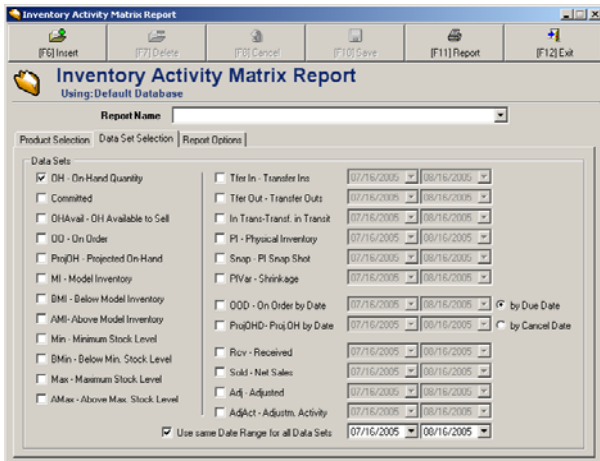 Inventory Activity Matrix Report
[F6] Insert [F7] Delete [F8] Cancel [F10] Save [F11] Report [F12] Exit
Inventory Activity Matrix Report
Using: Default Database
Report Name
Product Selection Data Set Selection Report Options
Data Sets
OH - On-Hand Quantity
Committed
OHAvail - OH Available to Sell
OO - On Order
ProjOH - Projected On-Hand
MI - Model Inventory
BMI - Below Model Inventory
AMI- Above Model Inventory
Min - Minimum Stock Level
BMin - Below Min. Stock Level
Max - Maximum Stock Level
AMax - Above Max. Stock Level
Tfer In - Transfer Ins 07/16/2005 08/16/2005
Tfer Out - Transfer Outs 07/16/2005 08/16/2005
In Trans-Transf. in Transit 07/16/2005 08/16/2005
PI - Physical Inventory 07/16/2005 08/16/2005
Snap - PI Snap Shot 07/16/2005 08/16/2005
PIVar - Shrinkage 07/16/2005 08/16/2005
OOD - On Order by Date 07/16/2005 08/16/2005 by Due Date
ProjOHD- Proj.OH by Date 07/16/2005 08/16/2005 by Cancel Date
Rcv - Received 07/16/2005 08/16/2005
Sold - Net Sales 07/16/2005 08/16/2005
Adj - Adjusted 07/16/2005 08/16/2005
AdjAct - Adjustm. Activity 07/16/2005 08/16/2005
Use same Date Range for all Data Sets 07/16/2005 08/16/2005